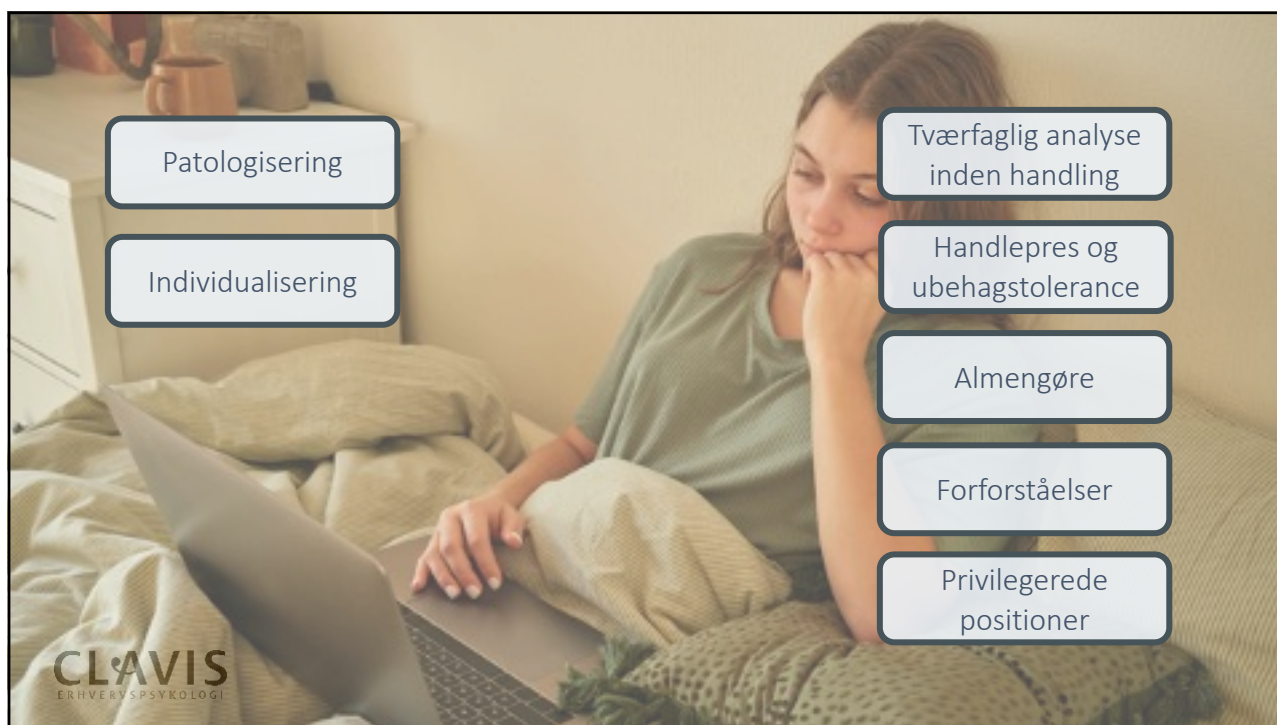 Patologisering
Individualisering
Tværfaglig analyse
inden handling
Handlepres og
ubehagstolerance
Almengøre
Forforståelser
Privilegerede
positioner
CLAVIS
ERHVERVSPSYKOLOGI